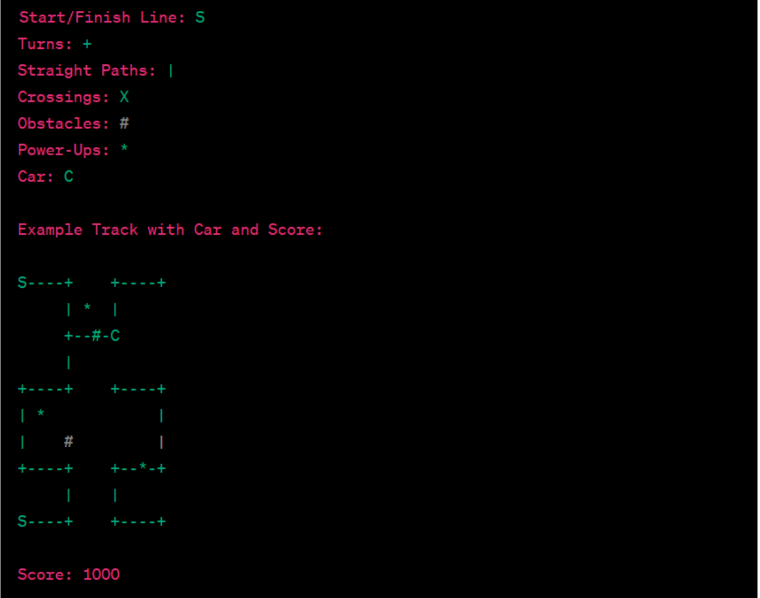 Start/Finish Line: S
Turns: +
Straight Paths: |
Crossings: X
Obstacles: #
Power-Ups: *
Car: C

Example Track with Car and Score:

S----+    +----+
     | *  |
     +--#-C
     |
+----+    +----+
| *            |
|    #         |
+----+    +--*-+
     |    |
S----+    +----+

Score: 1000